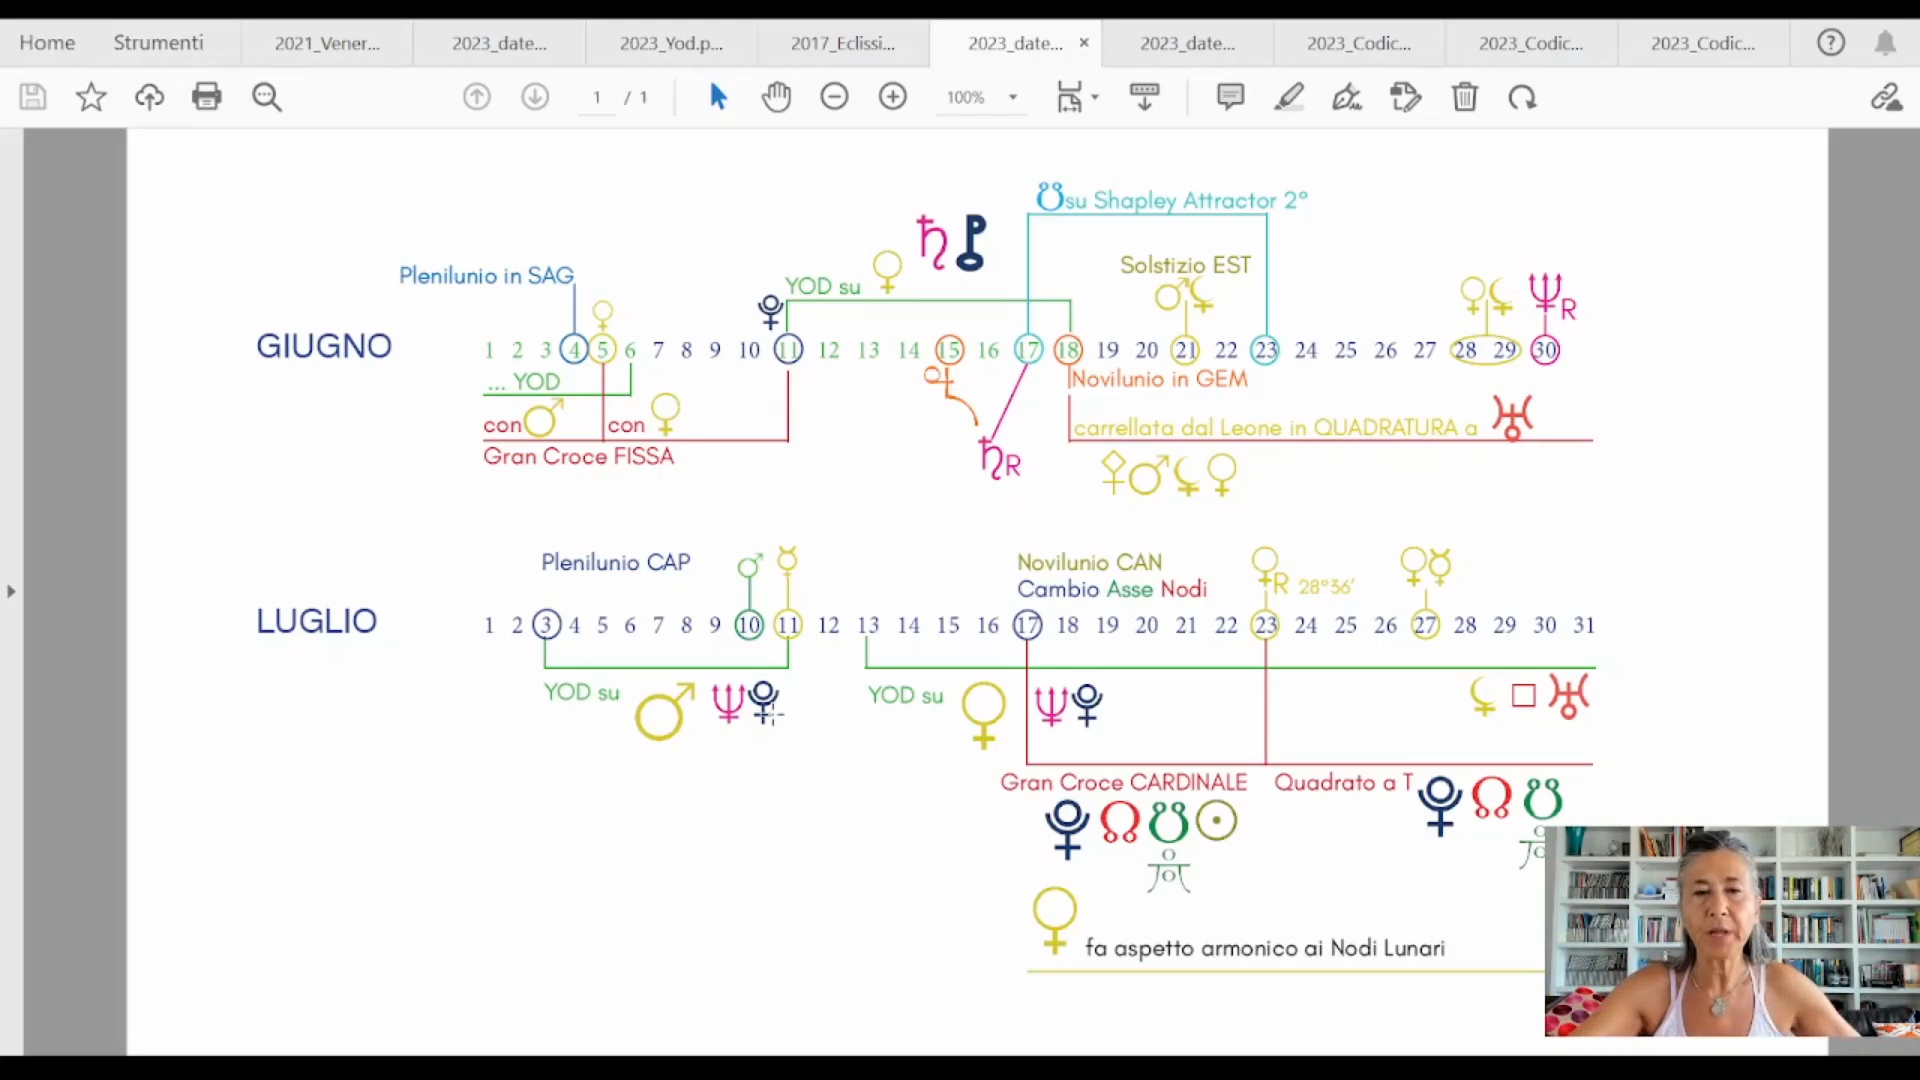 Home Strumenti 2021_Vener... 2023_date... 2023_Yod.p... 2017_Eclissi... 2023_date... × 2023_date... 2023_Codic... 2023_Codic... 2023_Codic...
1 / 1 100%
☋su Shapley Attractor 2°
Plenilunio in SAG
♄ ⚷
YOD su ♀
Solstizio EST
♀
♇
♂⚸
♀⚸
♆R
GIUGNO 1 2 3 4 5 6 7 8 9 10 11 12 13 14 15 16 17 18 19 20 21 22 23 24 25 26 27 28 29 30
... YOD
♃
Novilunio in GEM
con ♂ con ♀
carrellata dal Leone in QUADRATURA a ♅
Gran Croce FISSA
♄R
⚴♂⚸♀
Plenilunio CAP
♂ ☿
Novilunio CAN
Cambio Asse Nodi
♀R 28°36'
♀☿
LUGLIO 1 2 3 4 5 6 7 8 9 10 11 12 13 14 15 16 17 18 19 20 21 22 23 24 25 26 27 28 29 30 31
YOD su ♂ ♆♇
YOD su ♀ ♆♇
⚸ □ ♅
Gran Croce CARDINALE
Quadrato a T ♇☊☋
♇☊☋☉
♀ fa aspetto armonico ai Nodi Lunari